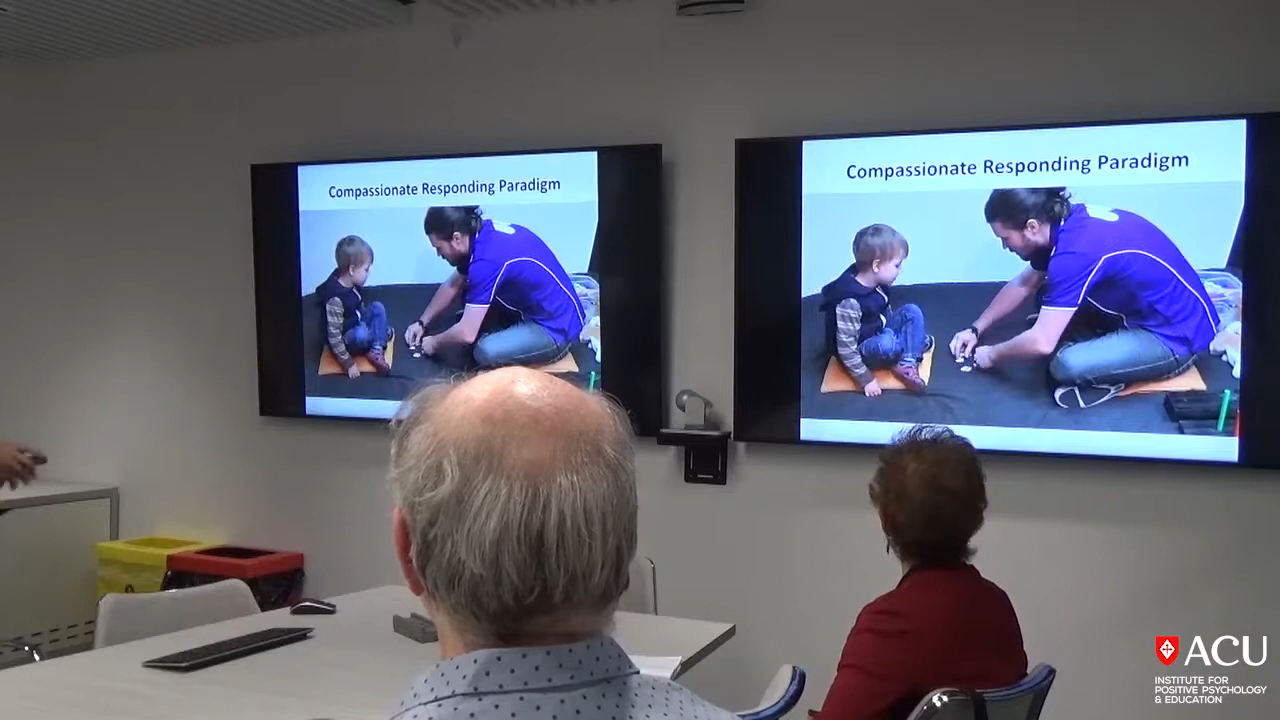 Compassionate Responding Paradigm
Compassionate Responding Paradigm
ACU
INSTITUTE FOR
POSITIVE PSYCHOLOGY
& EDUCATION